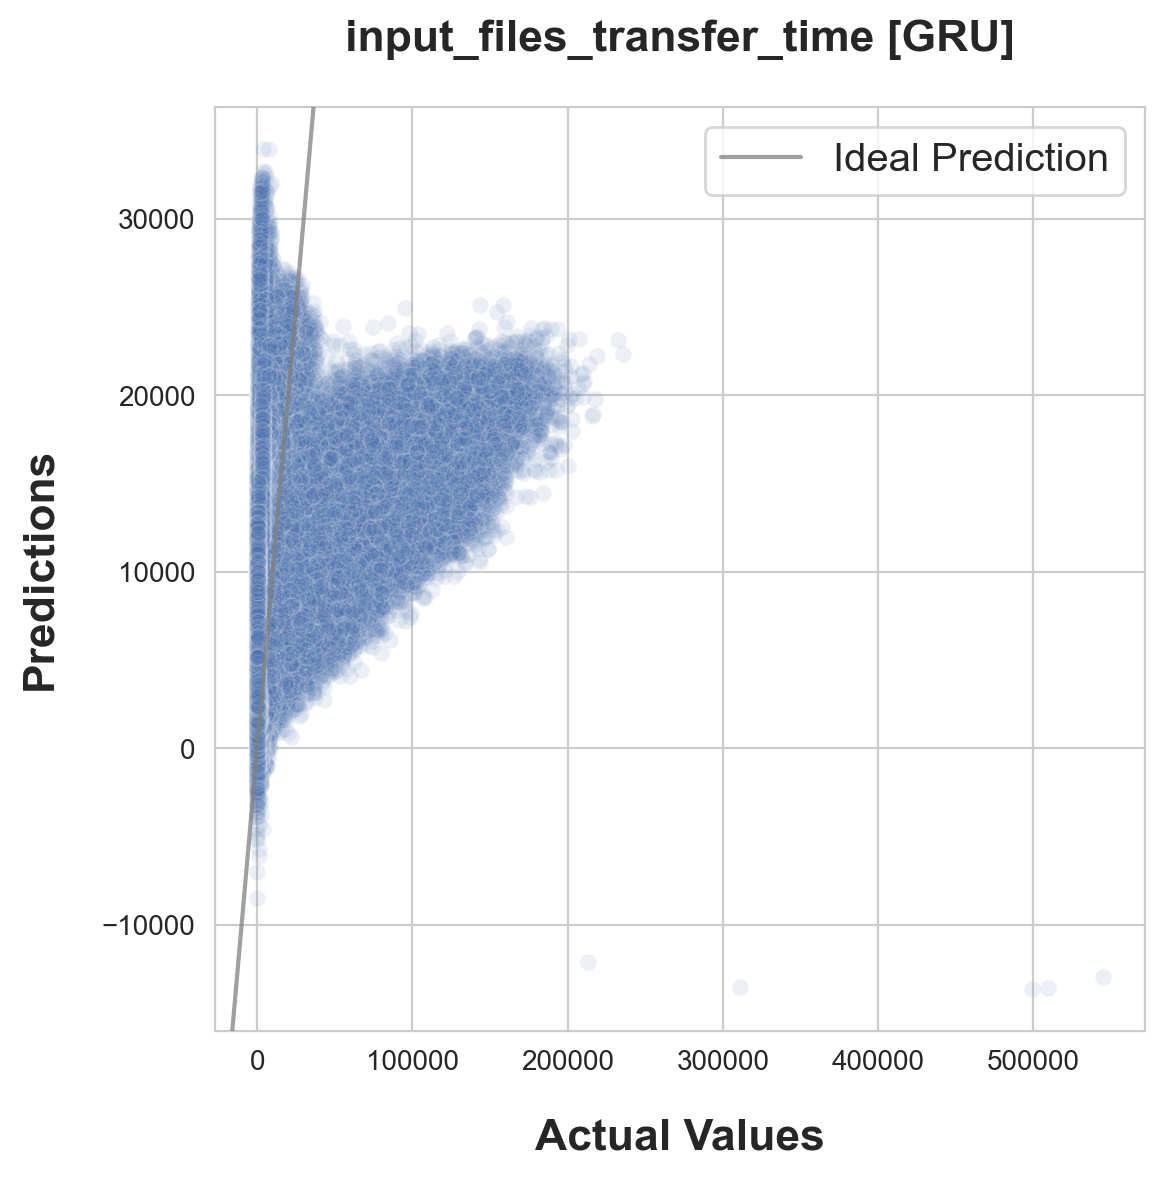 input_files_transfer_time [GRU]
Ideal Prediction
30000
20000
10000
0
−10000
Predictions
0 100000 200000 300000 400000 500000
Actual Values